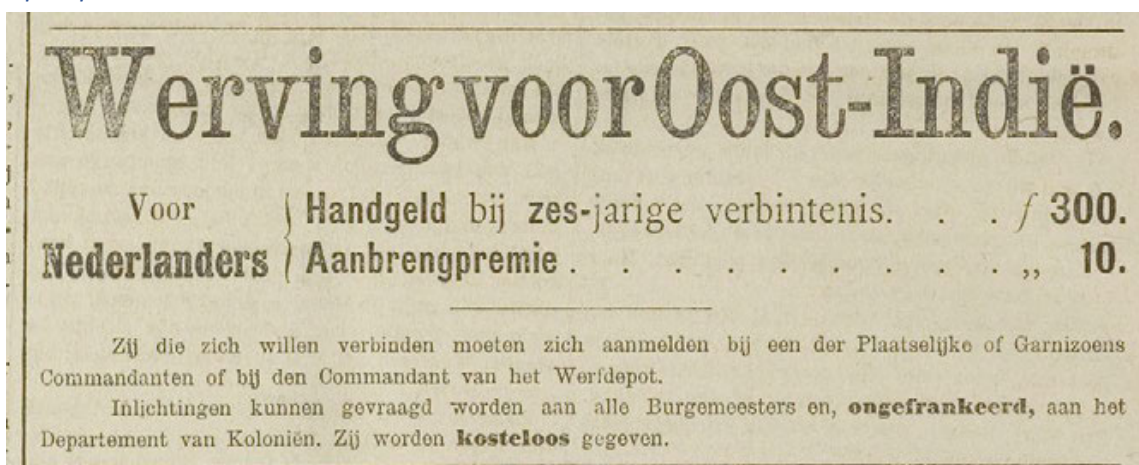 Werving voor Oost-Indië.
Voor Nederlanders { Handgeld bij zes-jarige verbintenis. . . ƒ 300.
Aanbrengpremie . . . . . . . . . . „ 10.
Zij die zich willen verbinden moeten zich aanmelden bij een der Plaatselijke of Garnizoens
Commandanten of bij den Commandant van het Werfdepot.
Inlichtingen kunnen gevraagd worden aan alle Burgemeesters en, ongefrankeerd, aan het
Departement van Koloniën. Zij worden kosteloos gegeven.